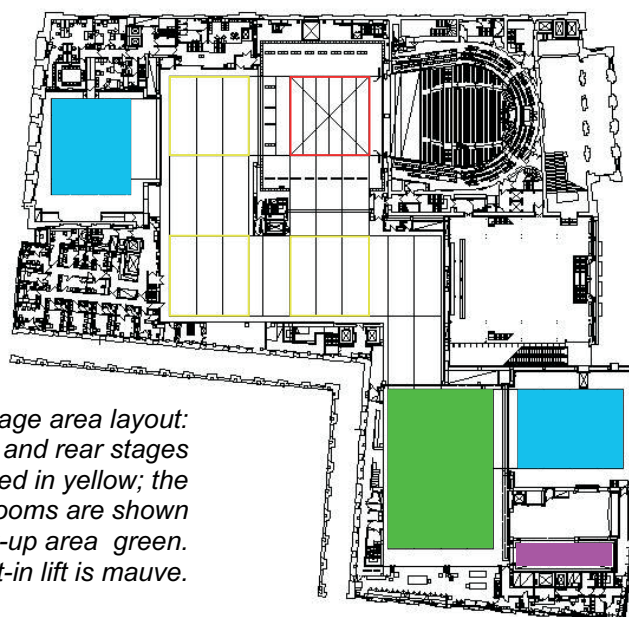 age area layout:
and rear stages
ed in yellow; the
ooms are shown
-up area green.
t-in lift is mauve.